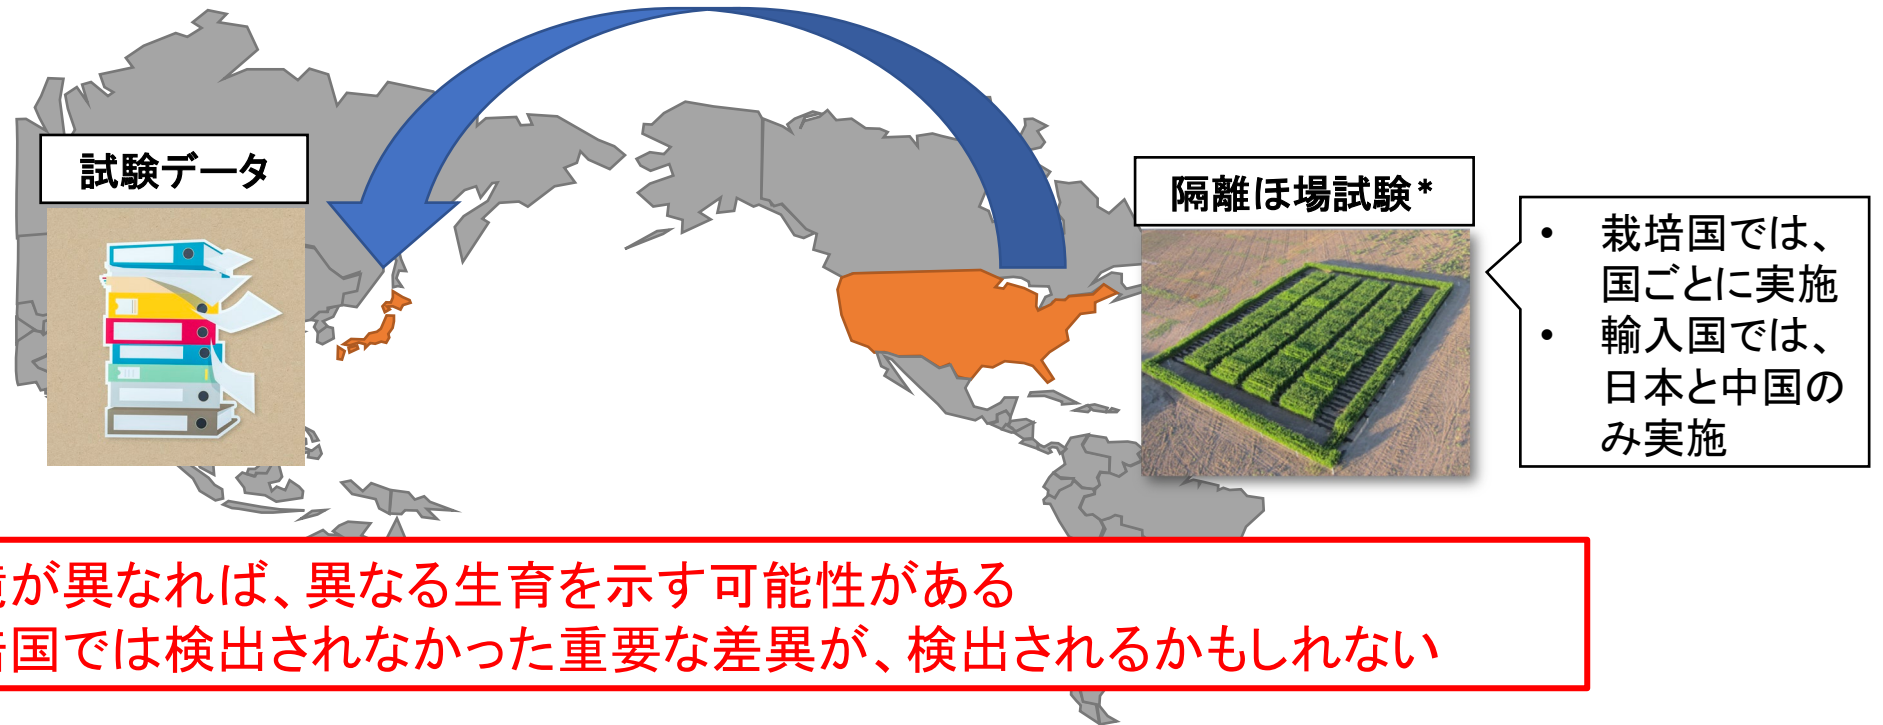 試験データ
隔離ほ場試験*
• 栽培国では、
国ごとに実施
• 輸入国では、
日本と中国の
み実施
が異なれば、異なる生育を示す可能性がある
国では検出されなかった重要な差異が、検出されるかもしれない